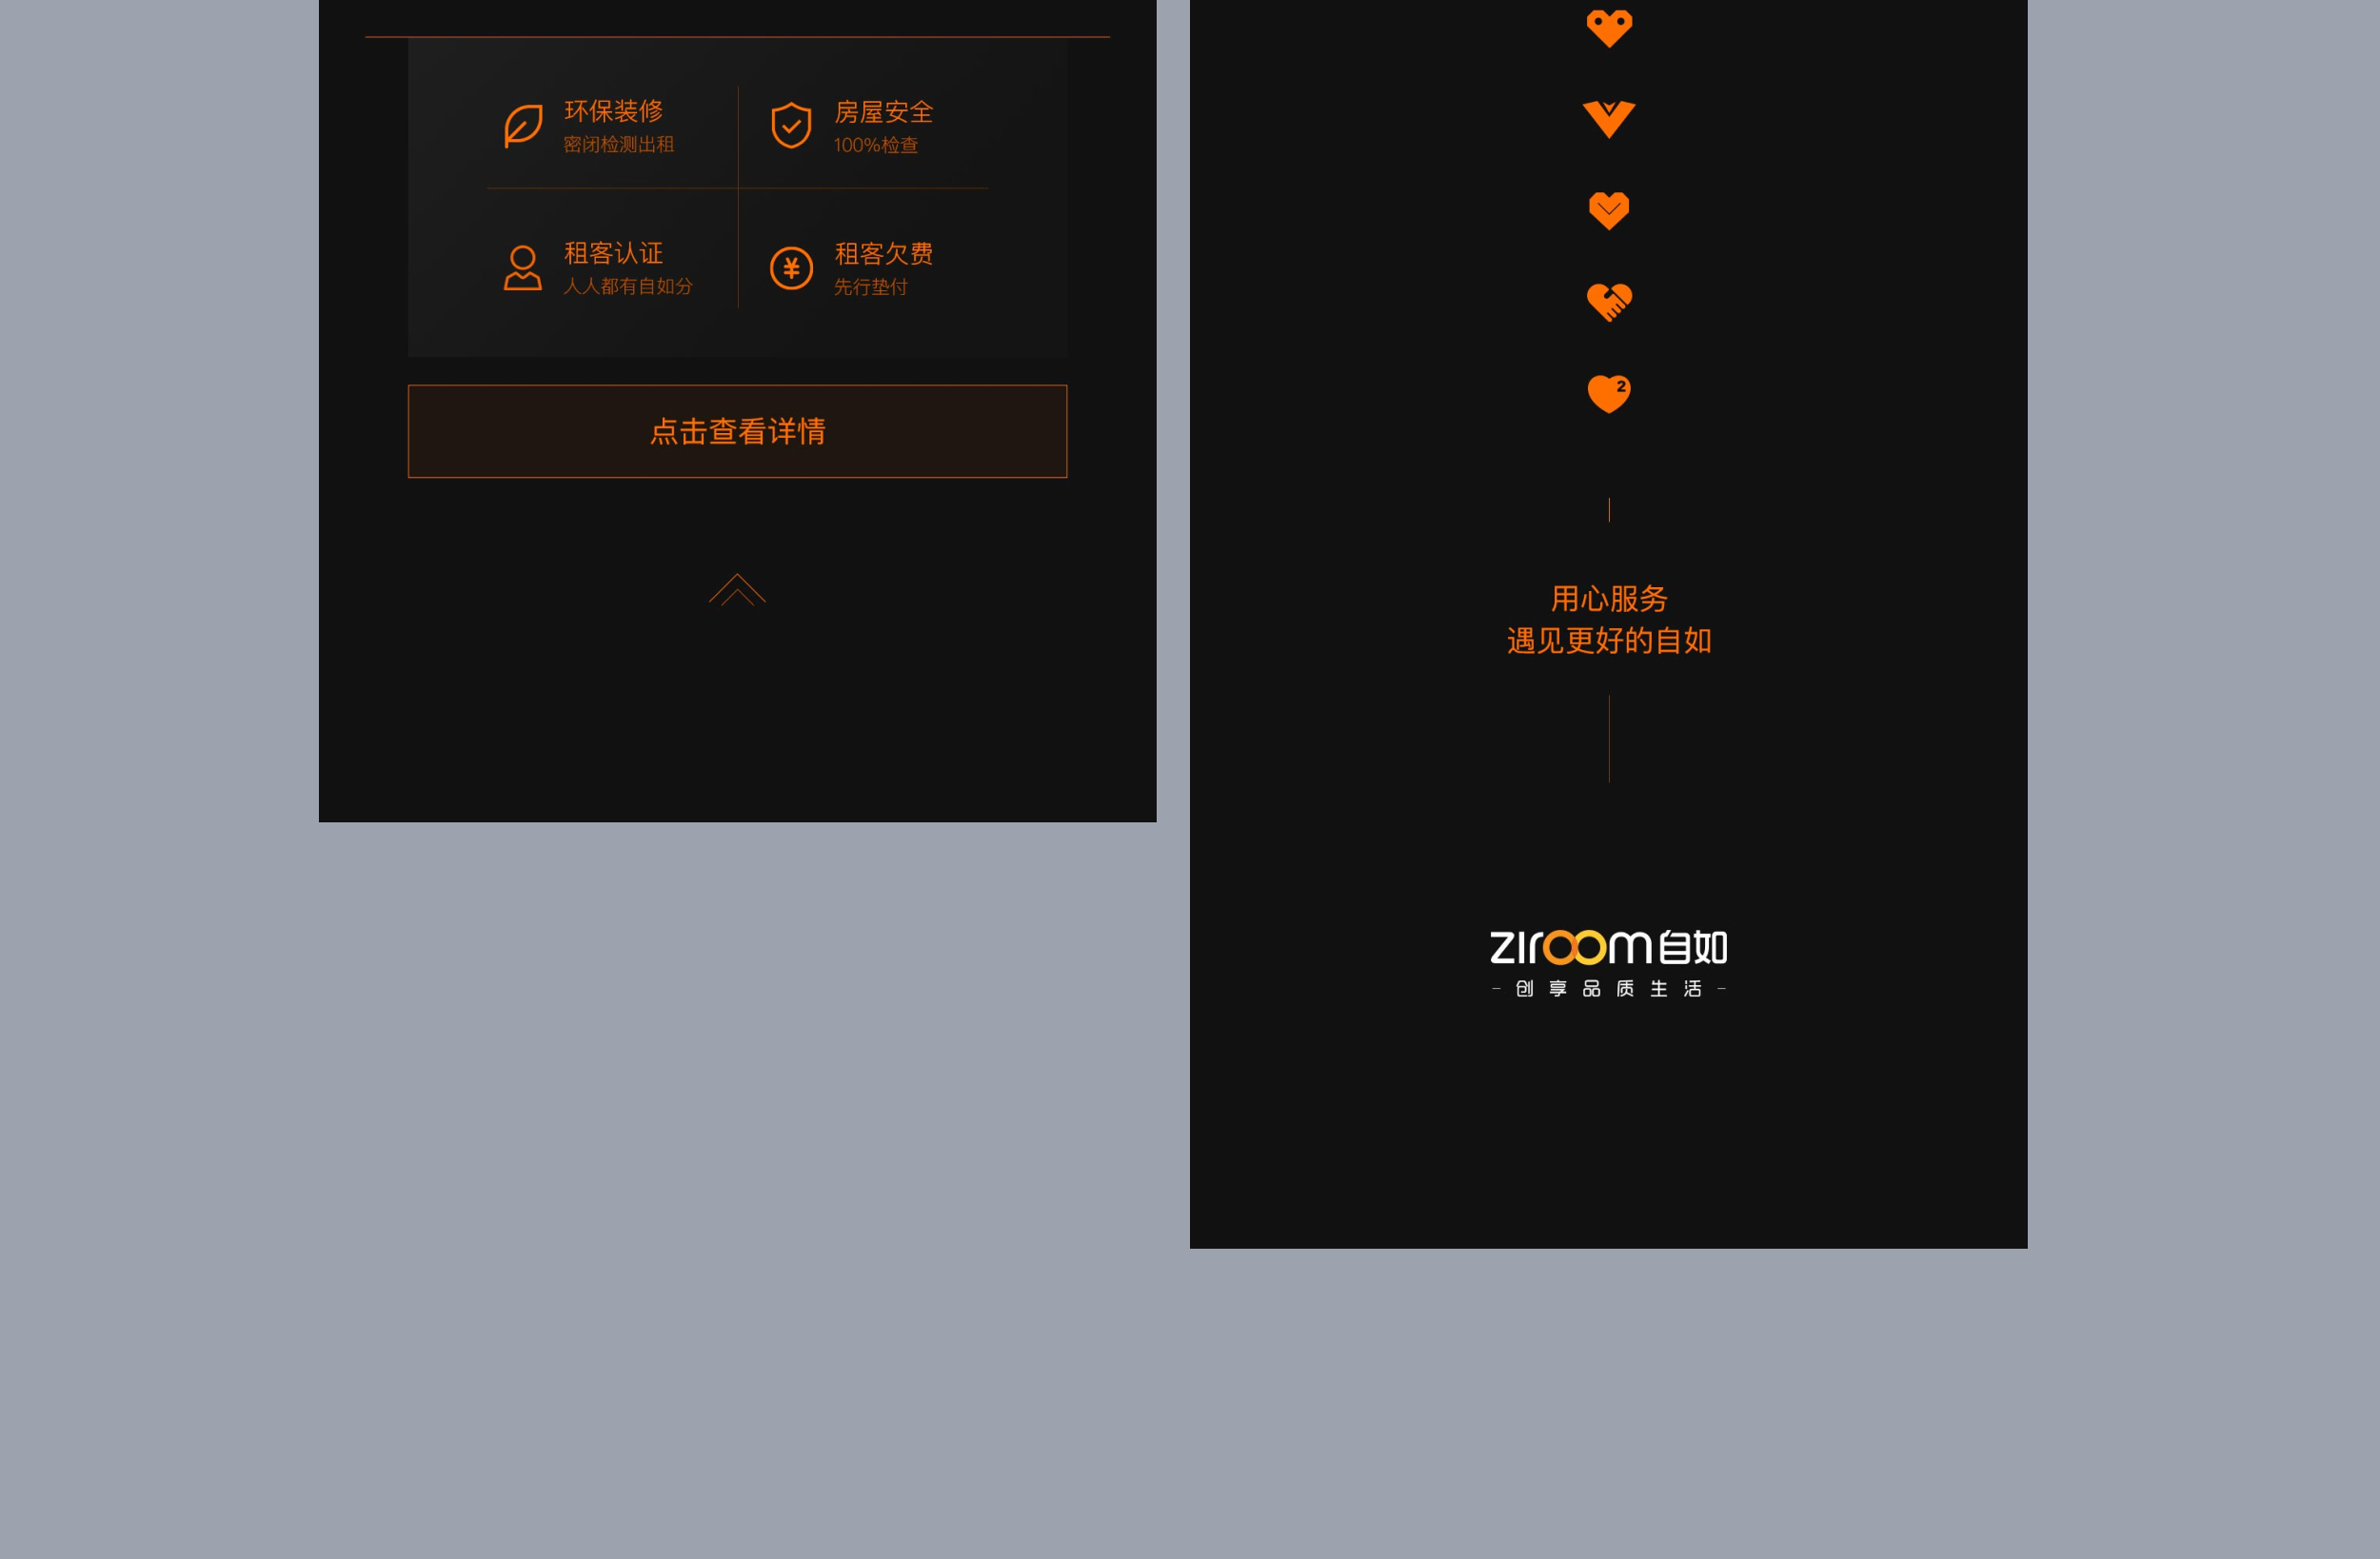 环保装修
密闭检测出租
房屋安全
100%检查
租客认证
人人都有自如分
租客欠费
先行垫付
点击查看详情
2
用心服务
遇见更好的自如
ziroom自如
- 创享品质生活 -